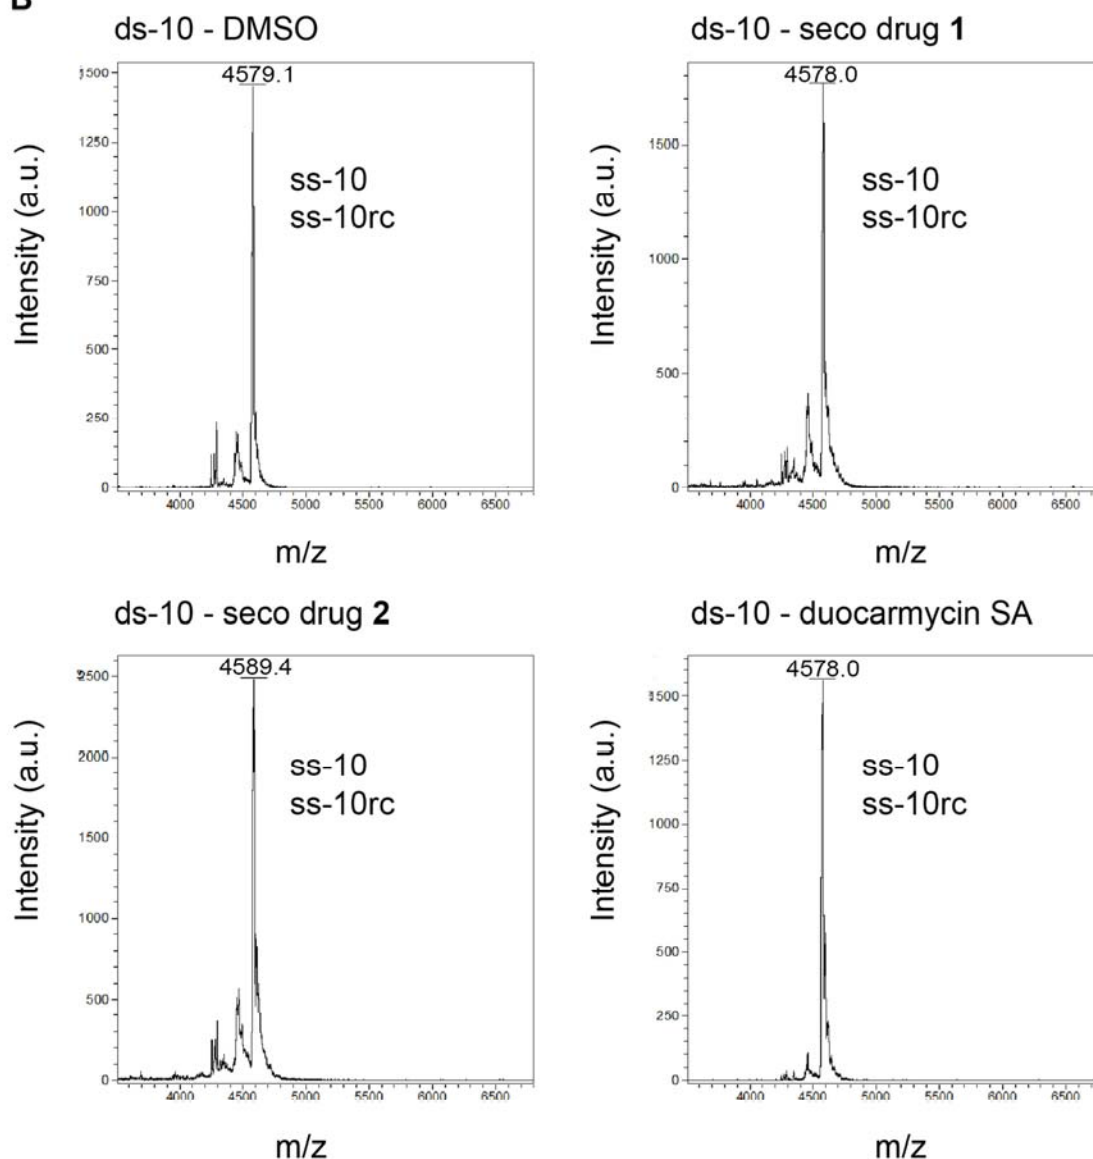 B
ds-10 - DMSO
4579.1
1500
1250
1000
750
500
250
0
ss-10
ss-10rc
Intensity (a.u.)
4000 4500 5000 5500 6000 6500
m/z
ds-10 - seco drug 1
4578.0
1500
1000
500
0
ss-10
ss-10rc
Intensity (a.u.)
4000 4500 5000 5500 6000 6500
m/z
ds-10 - seco drug 2
4589.4
2500
2000
1500
1000
500
0
ss-10
ss-10rc
Intensity (a.u.)
4000 4500 5000 5500 6000 6500
m/z
ds-10 - duocarmycin SA
4578.0
1500
1250
1000
750
500
250
0
ss-10
ss-10rc
Intensity (a.u.)
4000 4500 5000 5500 6000 6500
m/z